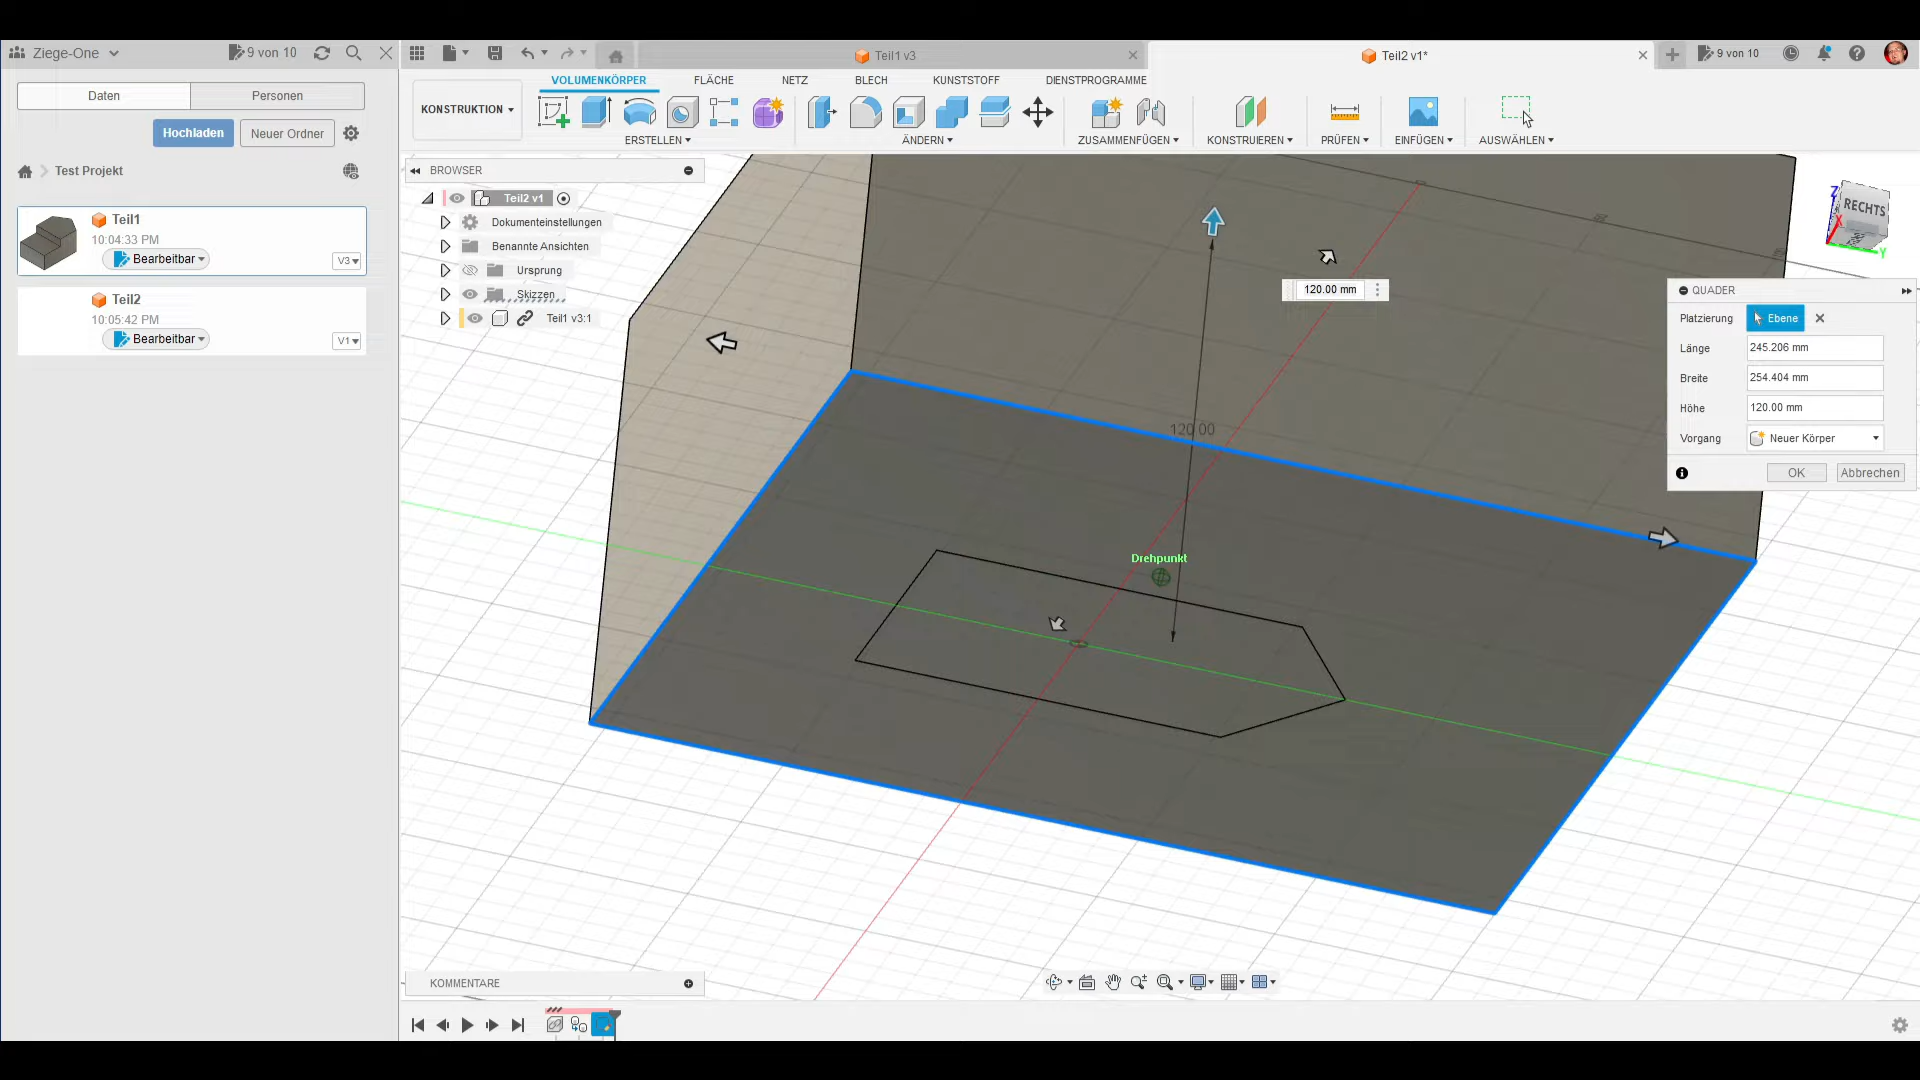 Ziege-One
9 von 10
Teil1 v3
Teil2 v1*
9 von 10
Daten
Personen
Hochladen
Neuer Ordner
Test Projekt
Teil1
10:04:33 PM
Bearbeitbar
V3
Teil2
10:05:42 PM
Bearbeitbar
V1
VOLUMENKÖRPER
FLÄCHE
NETZ
BLECH
KUNSTSTOFF
DIENSTPROGRAMME
KONSTRUKTION
ERSTELLEN
ÄNDERN
ZUSAMMENFÜGEN
KONSTRUIEREN
PRÜFEN
EINFÜGEN
AUSWÄHLEN
BROWSER
Teil2 v1
Dokumenteinstellungen
Benannte Ansichten
Ursprung
Skizzen
Teil1 v3:1
120.00 mm
120.00
Drehpunkt
Z
RECHTS
X
Y
QUADER
Platzierung
Ebene
Länge
245.206 mm
Breite
254.404 mm
Höhe
120.00 mm
Vorgang
Neuer Körper
OK
Abbrechen
KOMMENTARE